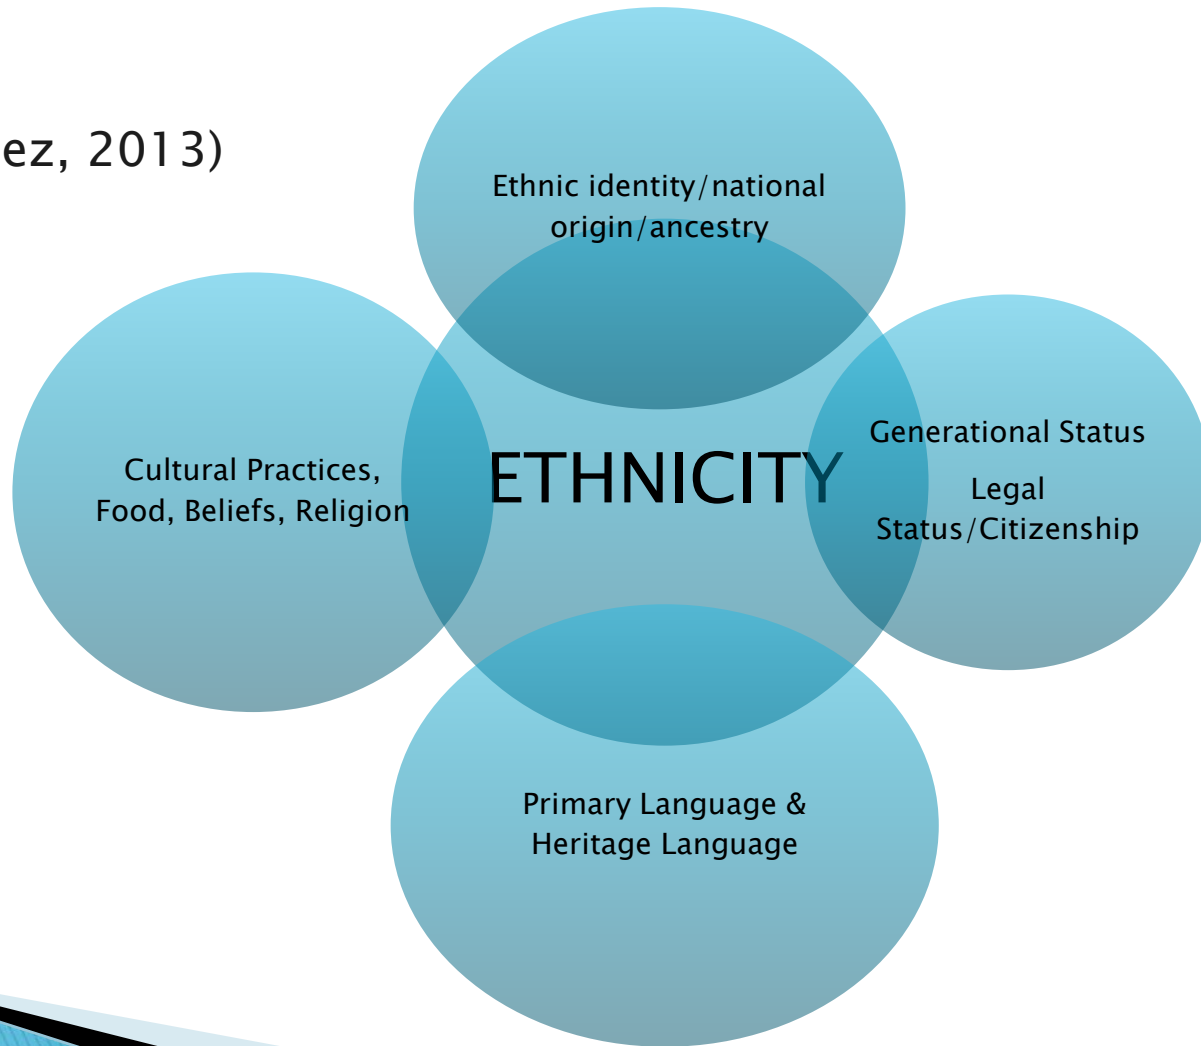 ez, 2013)
Ethnic identity/national
origin/ancestry
Cultural Practices,
Food, Beliefs, Religion
ETHNICITY
Generational Status
Legal
Status/Citizenship
Primary Language &
Heritage Language